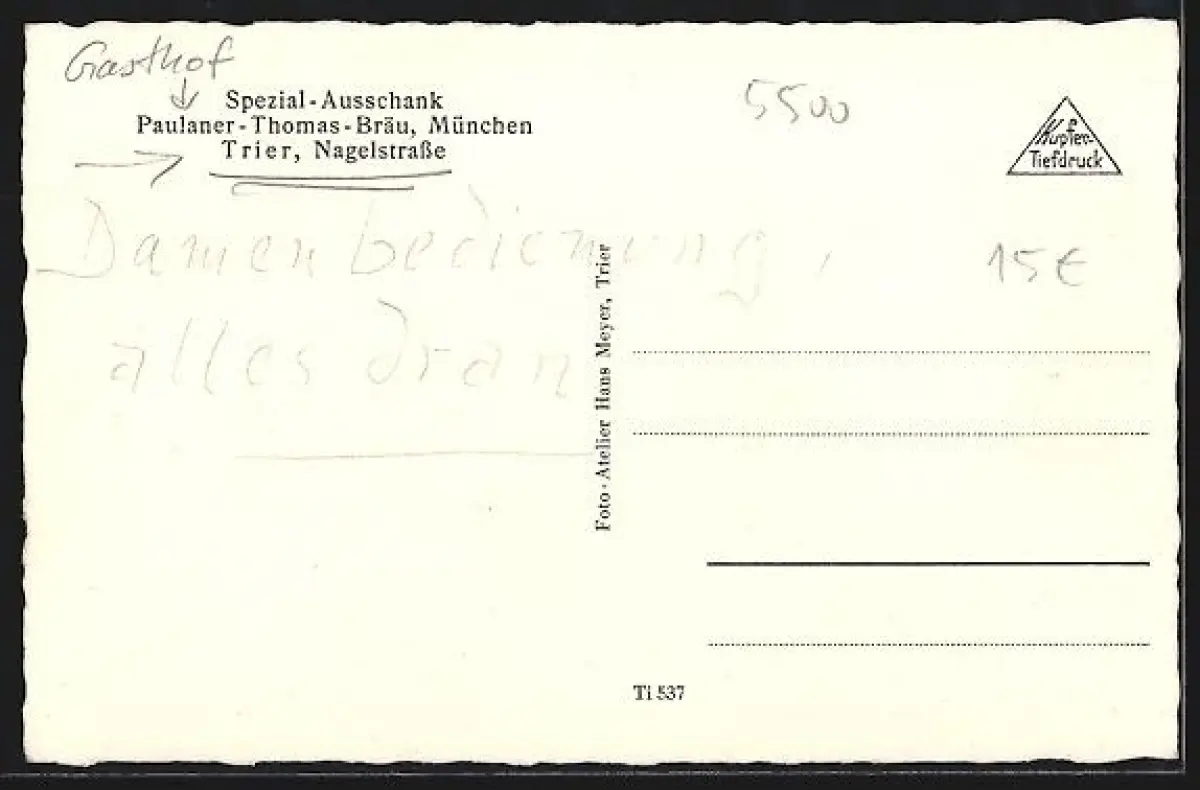 Gasthof
Spezial-Ausschank
Paulaner-Thomas-Bräu, München
Trier, Nagelstraße
5500
Kupfer-
Tiefdruck
Damenbedienung,
alles dran
15€
Foto-Atelier Hans Meyer, Trier
Ti 537